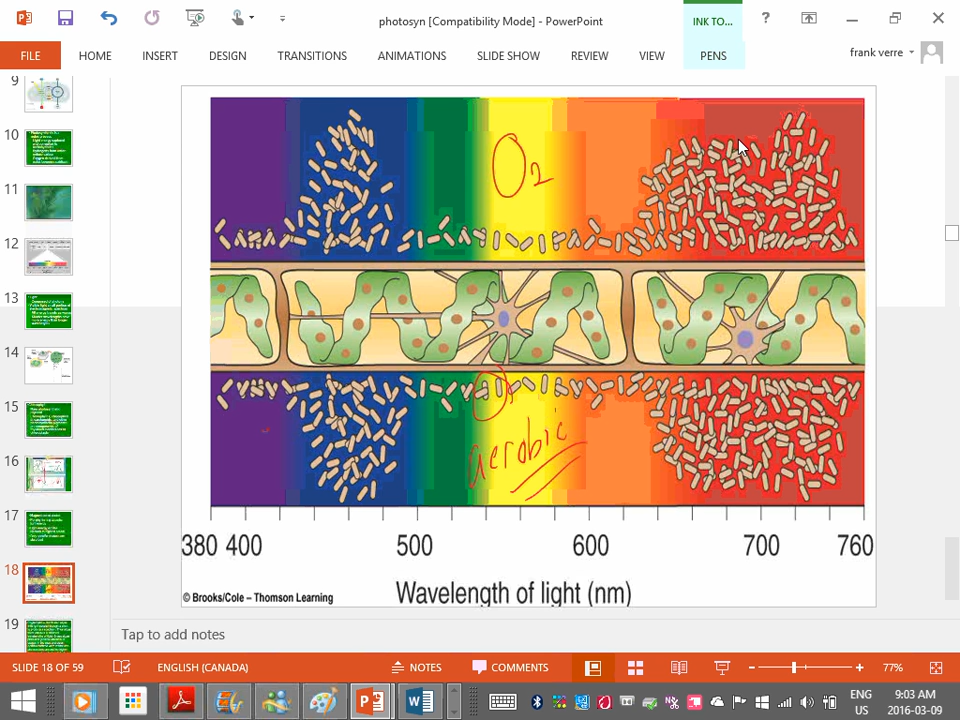 photosyn [Compatibility Mode] - PowerPoint
INK TO...
?
FILE
HOME
INSERT
DESIGN
TRANSITIONS
ANIMATIONS
SLIDE SHOW
REVIEW
VIEW
PENS
frank verre
9
10
11
12
13
14
15
16
17
18
19
O2
O2
aerobic
380 400 500 600 700 760
Wavelength of light (nm)
© Brooks/Cole – Thomson Learning
Tap to add notes
SLIDE 18 OF 59
ENGLISH (CANADA)
NOTES
COMMENTS
77%
ENG
US
9:03 AM
2016-03-09